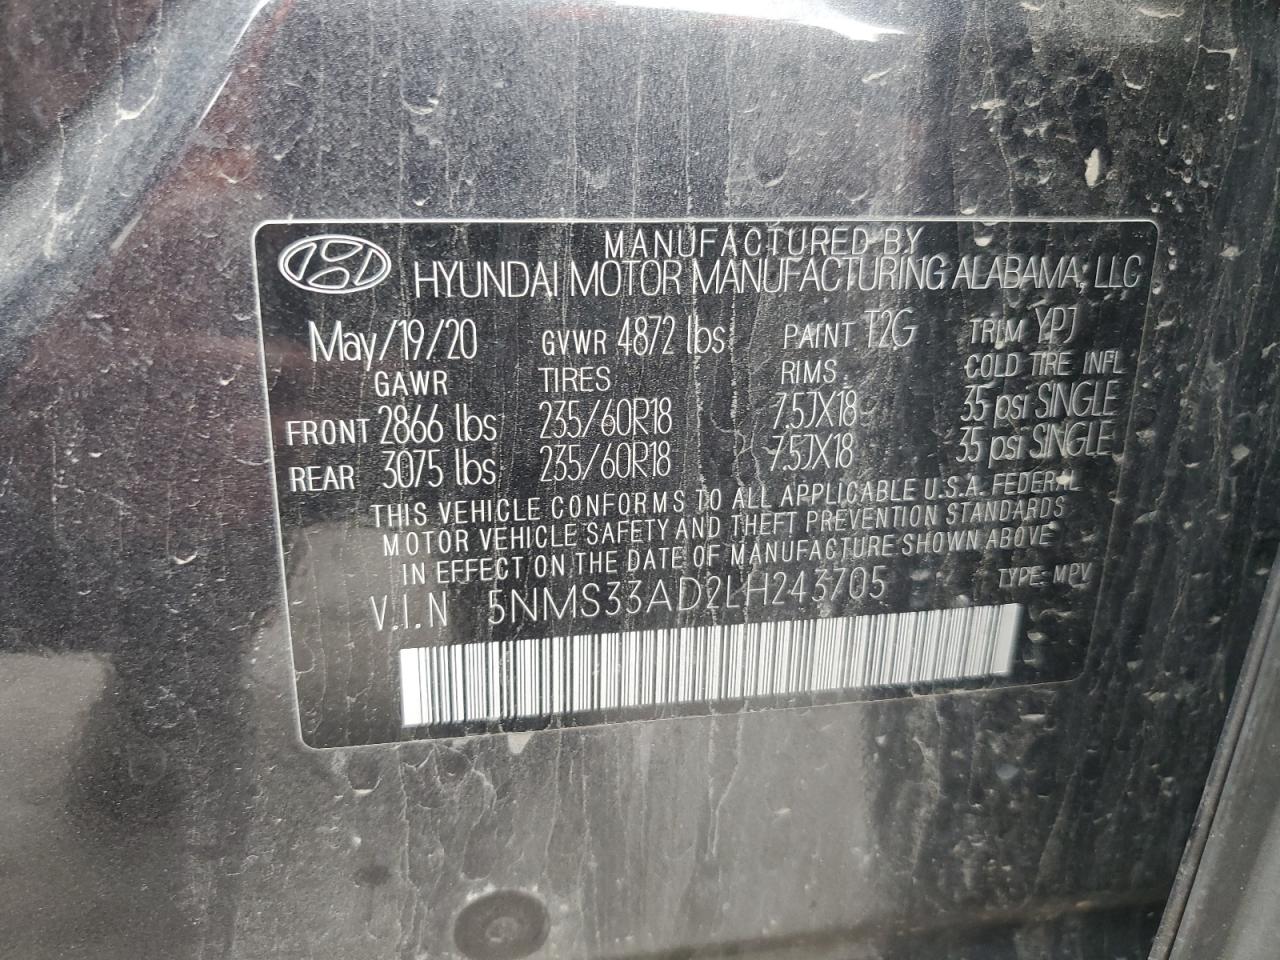 MANUFACTURED BY
HYUNDAI MOTOR MANUFACTURING ALABAMA, LLC
May/19/20 GVWR 4872 lbs PAINT T2G TRIM YPJ
GAWR TIRES RIMS COLD TIRE INFL
FRONT 2866 lbs 235/60R18 7.5JX18 35 psi SINGLE
REAR 3075 lbs 235/60R18 7.5JX18 35 psi SINGLE
THIS VEHICLE CONFORMS TO ALL APPLICABLE U.S.A. FEDERAL
MOTOR VEHICLE SAFETY AND THEFT PREVENTION STANDARDS
IN EFFECT ON THE DATE OF MANUFACTURE SHOWN ABOVE
V.I.N 5NMS33AD2LH243705 TYPE: MPV